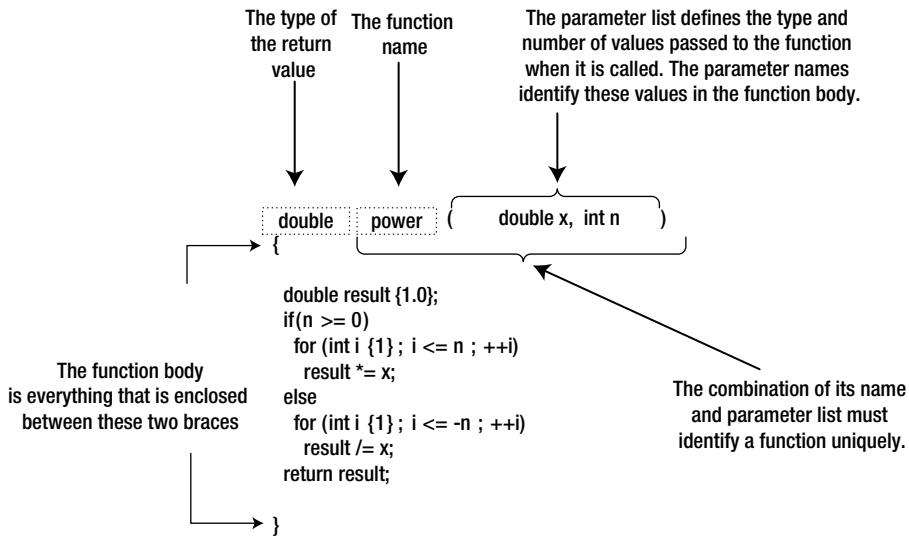 The type of
the return
value
The function
name
The parameter list defines the type and
number of values passed to the function
when it is called. The parameter names
identify these values in the function body.
double power ( double x, int n )
{
double result {1.0};
if(n >= 0)
for (int i {1} ; i <= n ; ++i)
result *= x;
else
for (int i {1} ; i <= -n ; ++i)
result /= x;
return result;
}
The function body
is everything that is enclosed
between these two braces
The combination of its name
and parameter list must
identify a function uniquely.